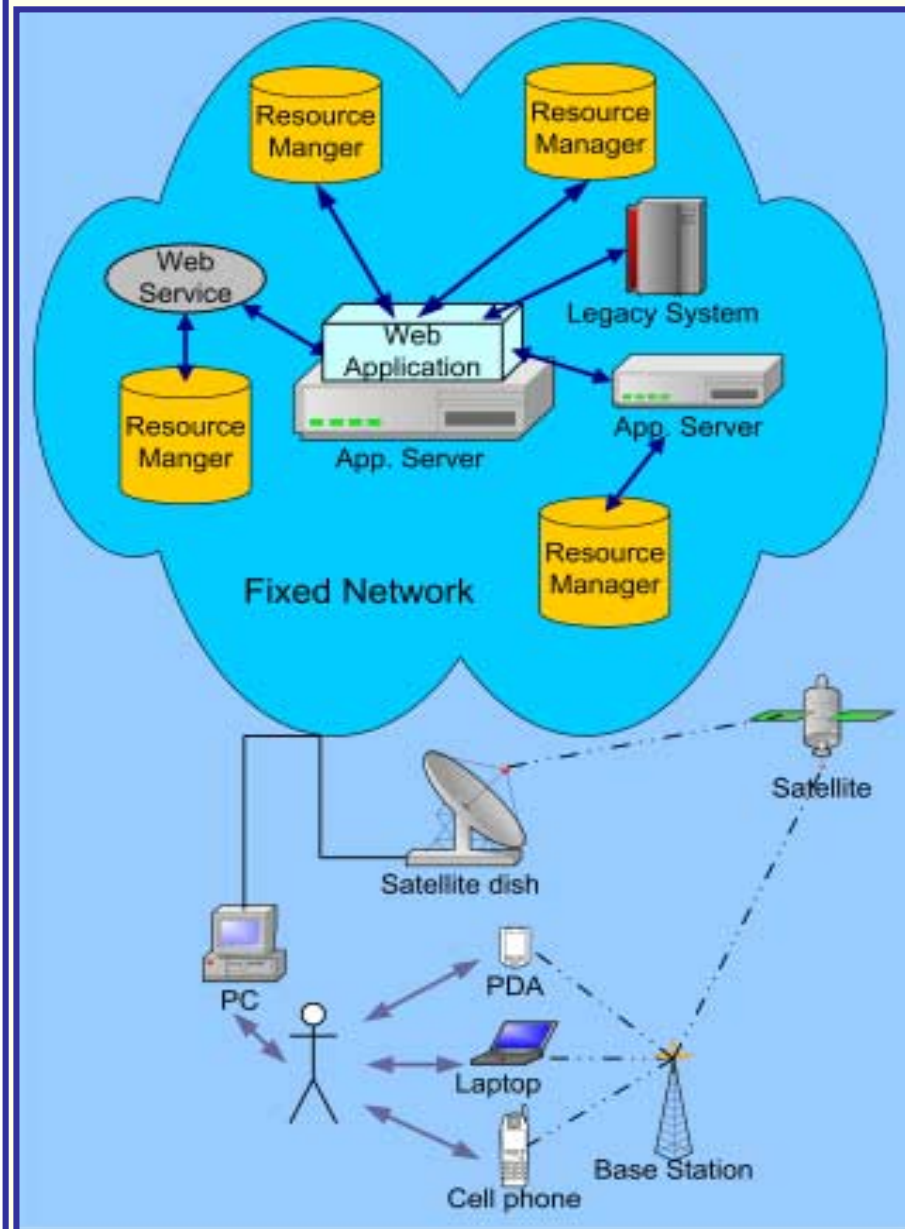 Resource
Manger
Resource
Manager
Web
Service
Legacy System
Web
Application
Resource
Manger
App. Server
App. Server
Resource
Manager
Fixed Network
Satellite
Satellite dish
PC
PDA
Laptop
Cell phone
Base Station